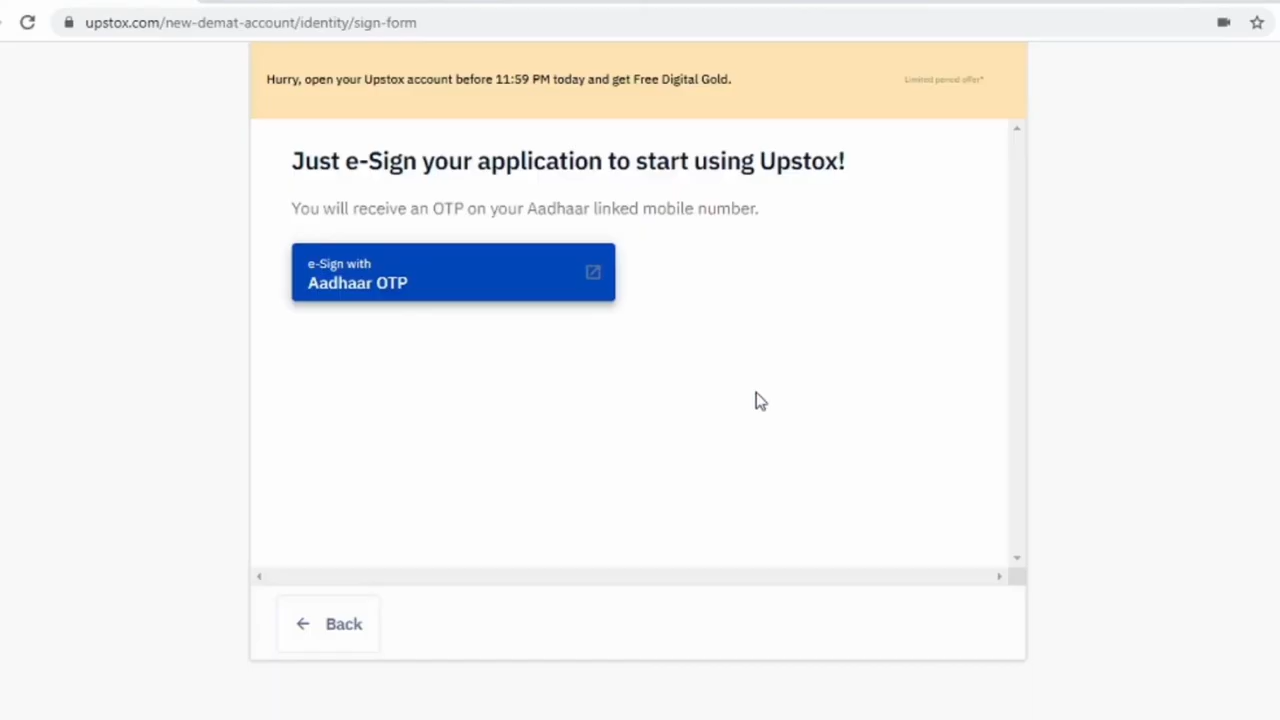 upstox.com/new-demat-account/identity/sign-form
Hurry, open your Upstox account before 11:59 PM today and get Free Digital Gold.
Limited period offer*
Just e-Sign your application to start using Upstox!
You will receive an OTP on your Aadhaar linked mobile number.
e-Sign with
Aadhaar OTP
Back